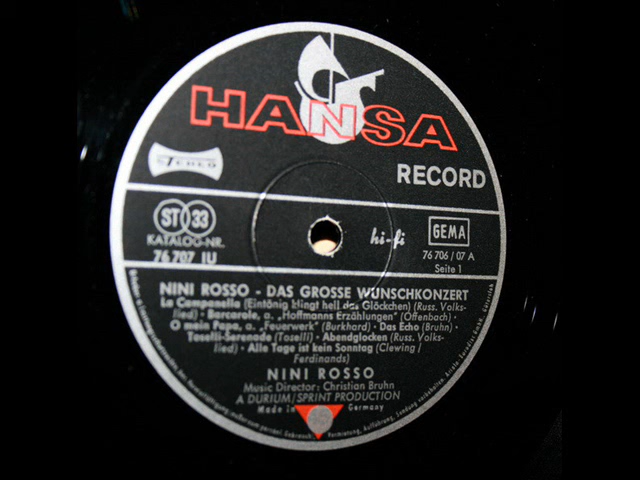 HANSA
RECORD
STEREO
ST 33
KATALOG-NR.
76 707 IU
hi-fi
GEMA
76 706 / 07 A
Seite 1
NINI ROSSO - DAS GROSSE WUNSCHKONZERT
La Campanella (Eintönig klingt hell das Glöckchen) (Russ. Volks-
lied) · Barcarole, a. „Hoffmanns Erzählungen" (Offenbach) ·
O mein Papa, a. „Feuerwerk" (Burkhard) · Das Echo (Bruhn) ·
Toselli-Serenade (Toselli) · Abendglocken (Russ. Volks-
lied) · Alle Tage ist kein Sonntag (Clewing /
Ferdinands)
NINI ROSSO
Music Director: Christian Bruhn
A DURIUM/SPRINT PRODUCTION
Made in Germany